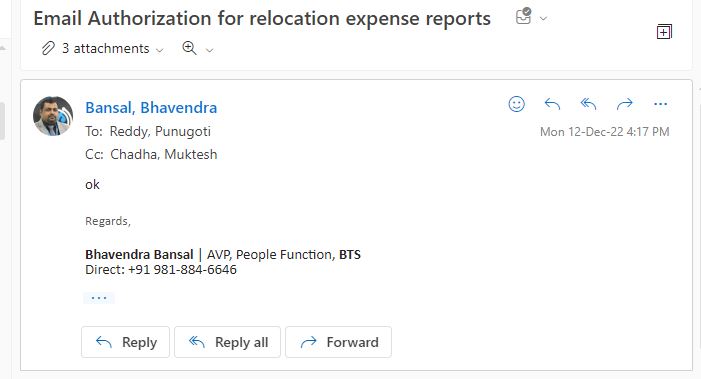 Email Authorization for relocation expense reports
3 attachments
Bansal, Bhavendra
To: Reddy, Punugoti
Mon 12-Dec-22 4:17 PM
Cc: Chadha, Muktesh
ok
Regards,
Bhavendra Bansal | AVP, People Function, BTS
Direct: +91 981-884-6646
Reply
Reply all
Forward